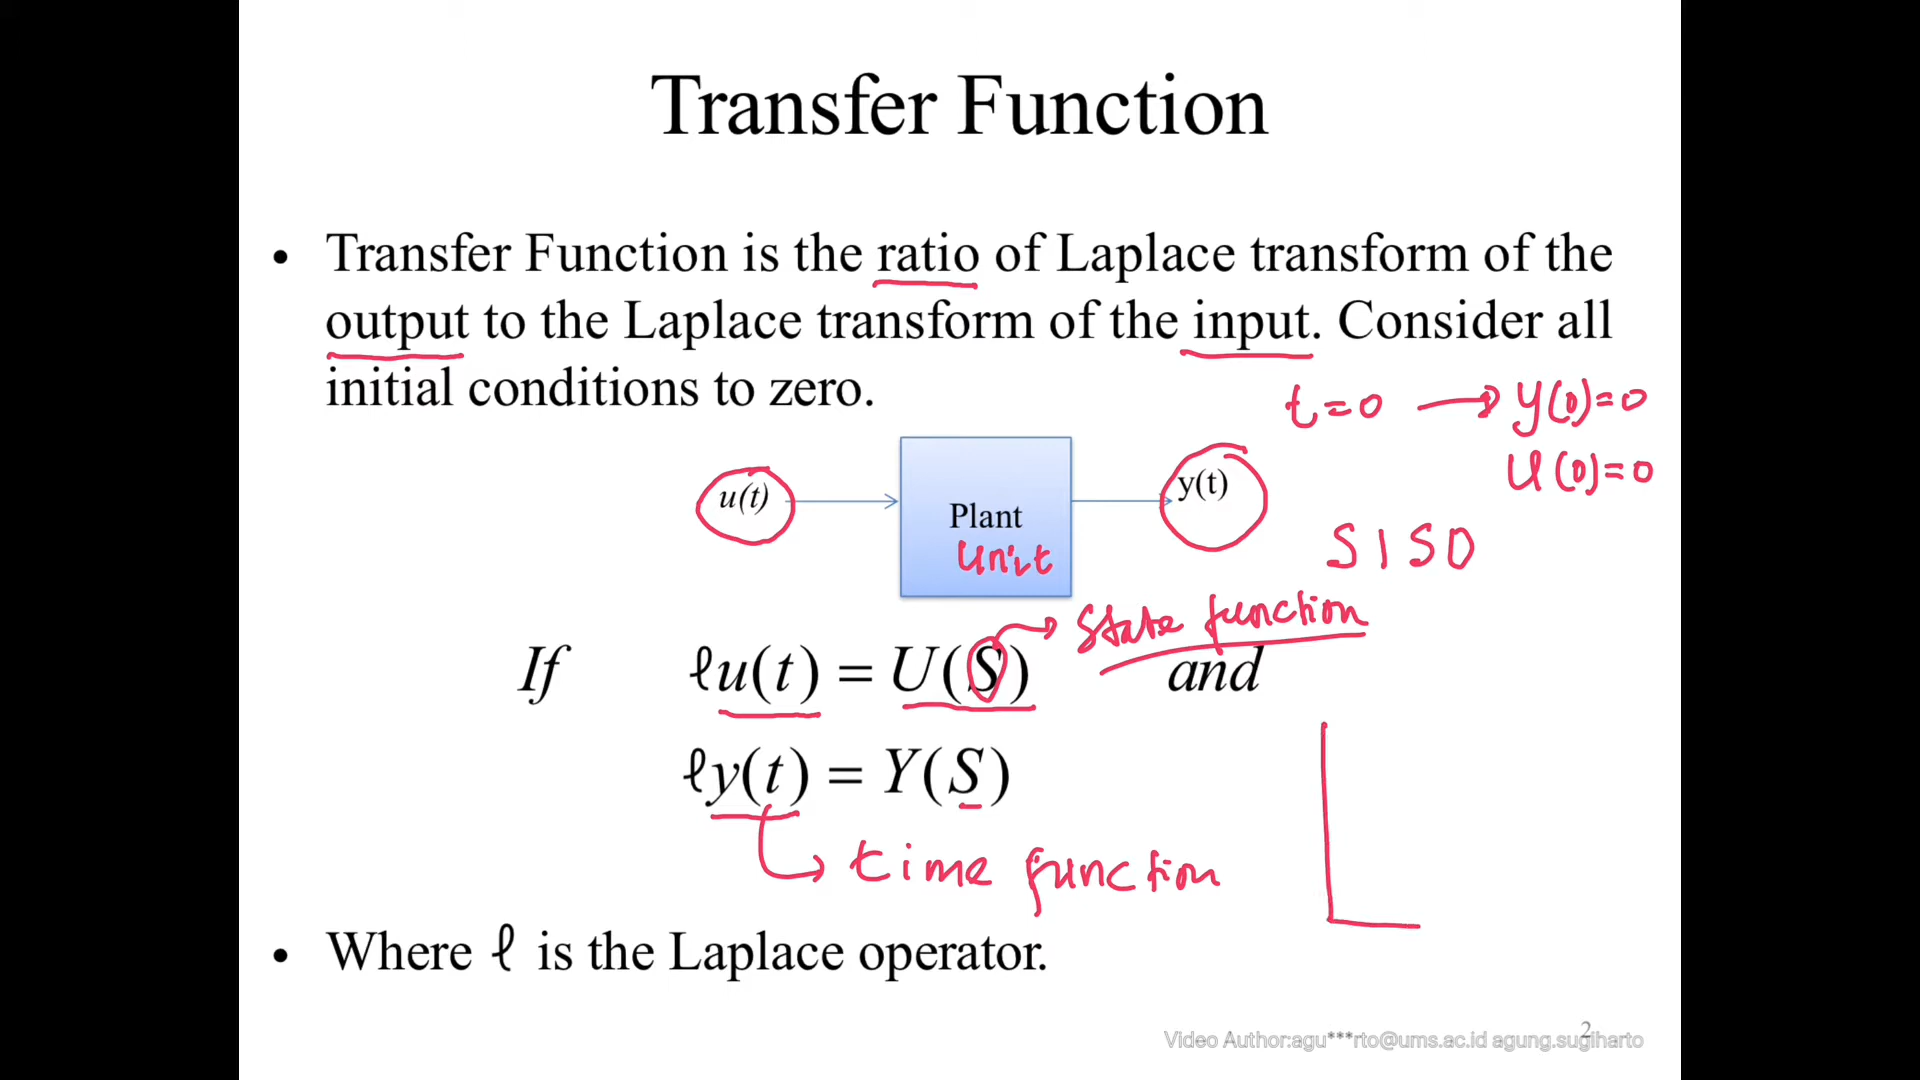 Transfer Function
• Transfer Function is the ratio of Laplace transform of the
output to the Laplace transform of the input. Consider all
initial conditions to zero.
t=0 → y(0)=0
u(0)=0
u(t)
Plant
Unit
y(t)
SISO
State function
If ℓu(t) = U(S) and
ℓy(t) = Y(S)
time function
• Where ℓ is the Laplace operator.
2
Video Author:agu***rto@ums.ac.id agung.sugiharto